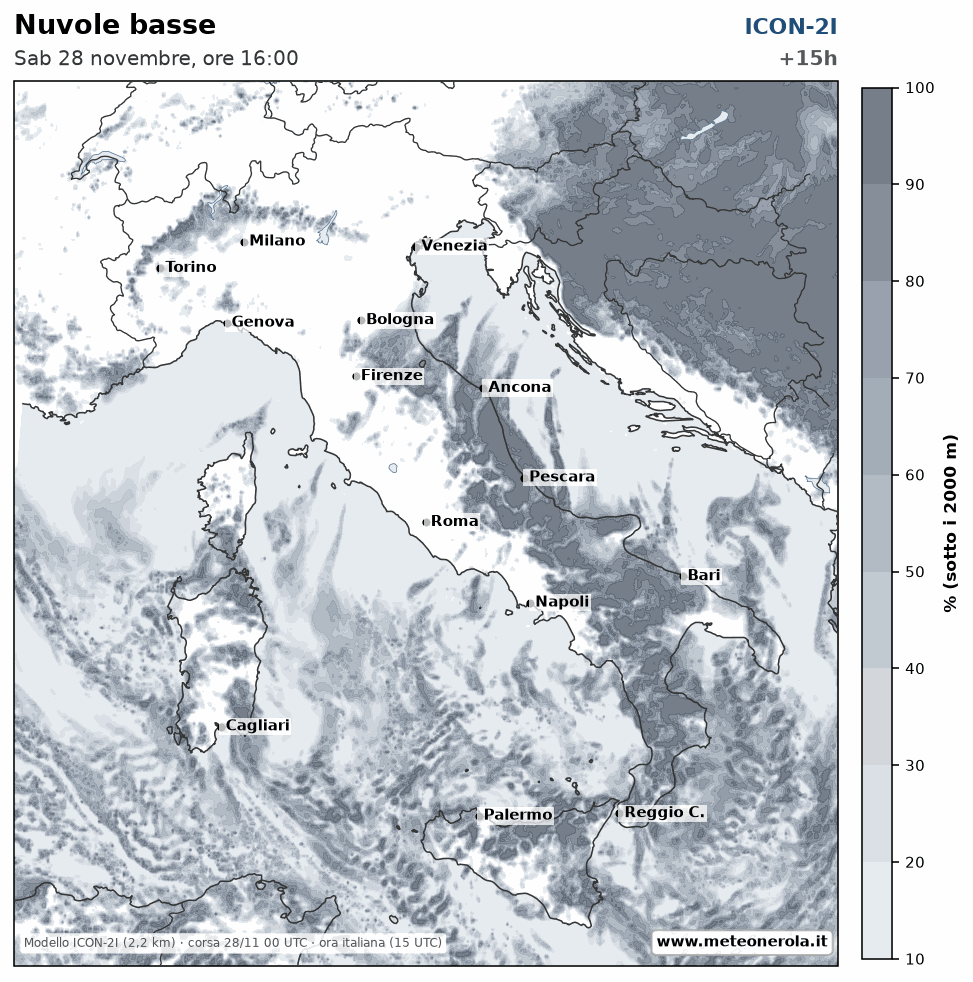 Nuvole basse
ICON-2I
Sab 28 novembre, ore 16:00
+15h
100
90
80
70
60
50
40
30
20
10
% (sotto i 2000 m)
Milano
Venezia
Torino
Genova
Bologna
Firenze
Ancona
Pescara
Roma
Bari
Napoli
Cagliari
Palermo
Reggio C.
Modello ICON-2I (2,2 km) · corsa 28/11 00 UTC · ora italiana (15 UTC)
www.meteonerola.it